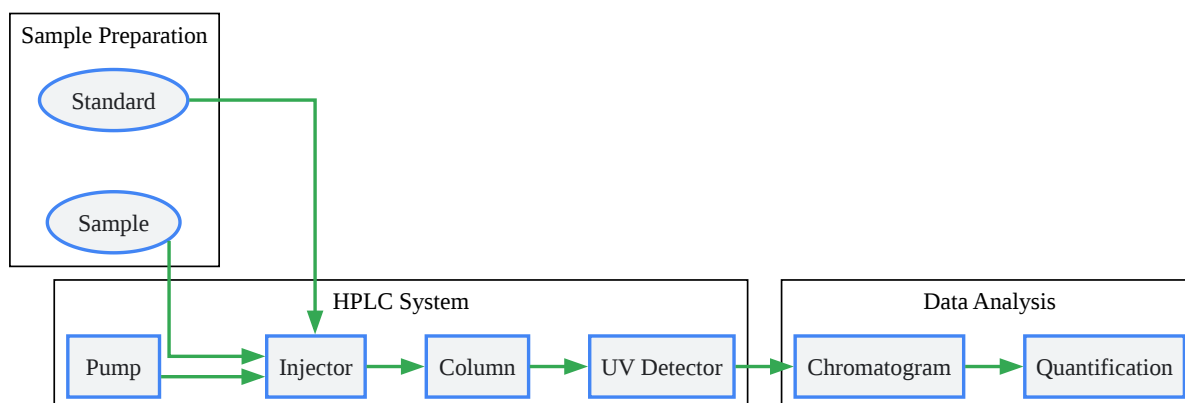 Sample Preparation
Standard
Sample
HPLC System
Data Analysis
Pump
Injector
Column
UV Detector
Chromatogram
Quantification